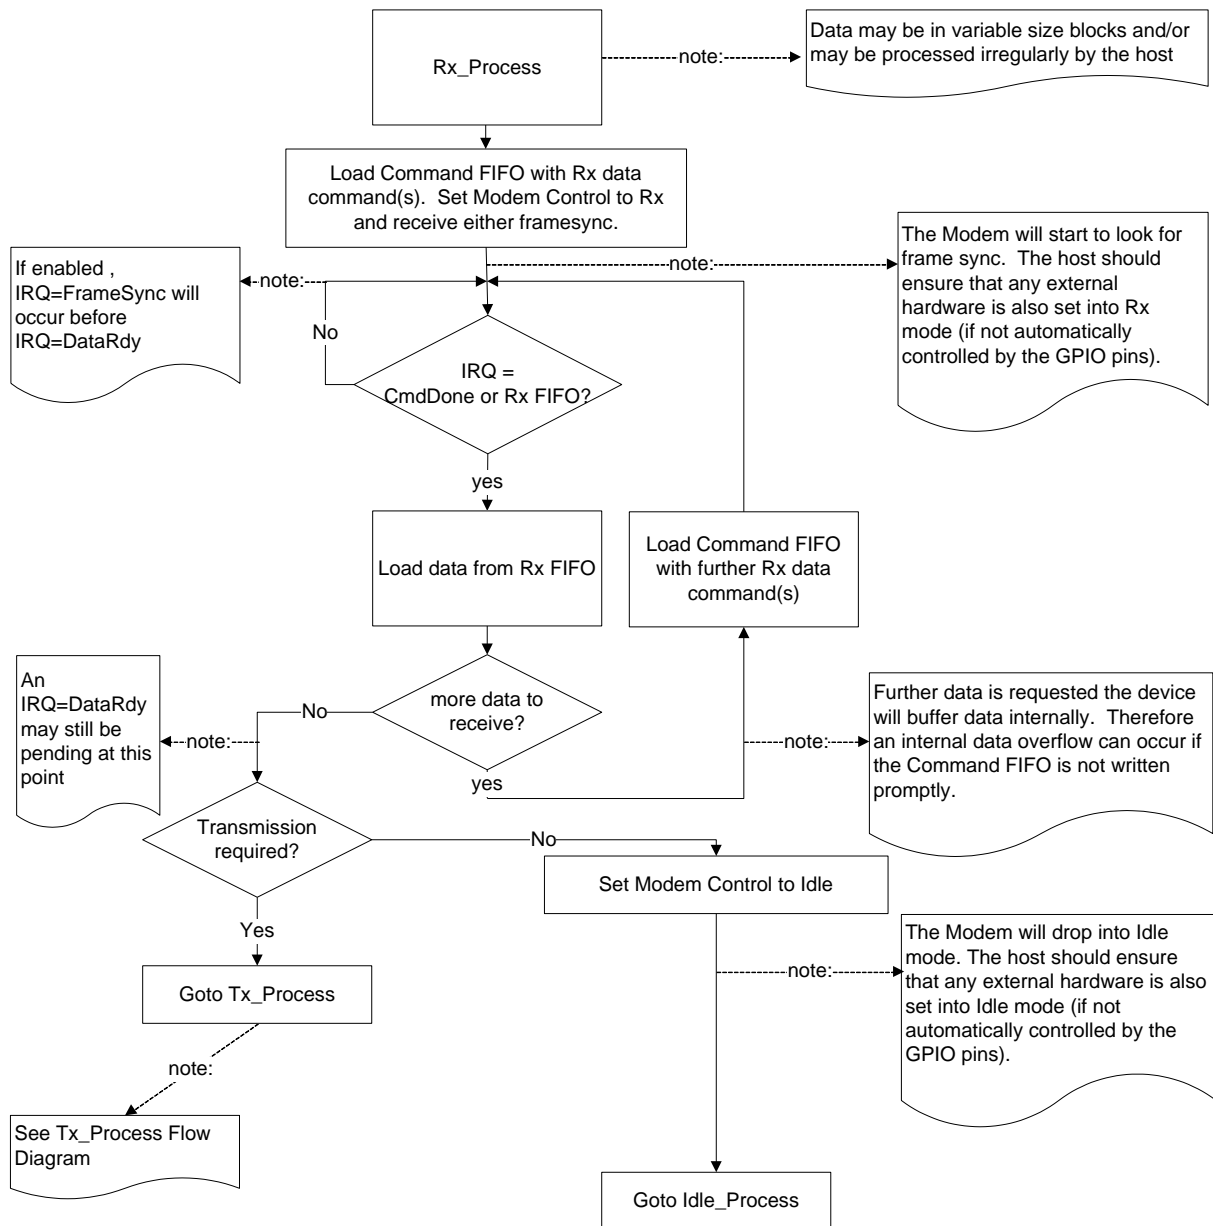 Rx_Process
note:
Data may be in variable size blocks and/or
may be processed irregularly by the host
Load Command FIFO with Rx data
command(s).  Set Modem Control to Rx
and receive either framesync.
If enabled ,
IRQ=FrameSync will
occur before
IRQ=DataRdy
note:
note:
The Modem will start to look for
frame sync.  The host should
ensure that any external
hardware is also set into Rx
mode (if not automatically
controlled by the GPIO pins).
No
IRQ =
CmdDone or Rx FIFO?
yes
Load data from Rx FIFO
Load Command FIFO
with further Rx data
command(s)
more data to
receive?
No
An
IRQ=DataRdy
may still be
pending at this
point
note:
yes
note:
Further data is requested the device
will buffer data internally.  Therefore
an internal data overflow can occur if
the Command FIFO is not written
promptly.
Transmission
required?
No
Set Modem Control to Idle
Yes
Goto Tx_Process
note:
The Modem will drop into Idle
mode. The host should ensure
that any external hardware is also
set into Idle mode (if not
automatically controlled by the
GPIO pins).
note:
See Tx_Process Flow
Diagram
Goto Idle_Process